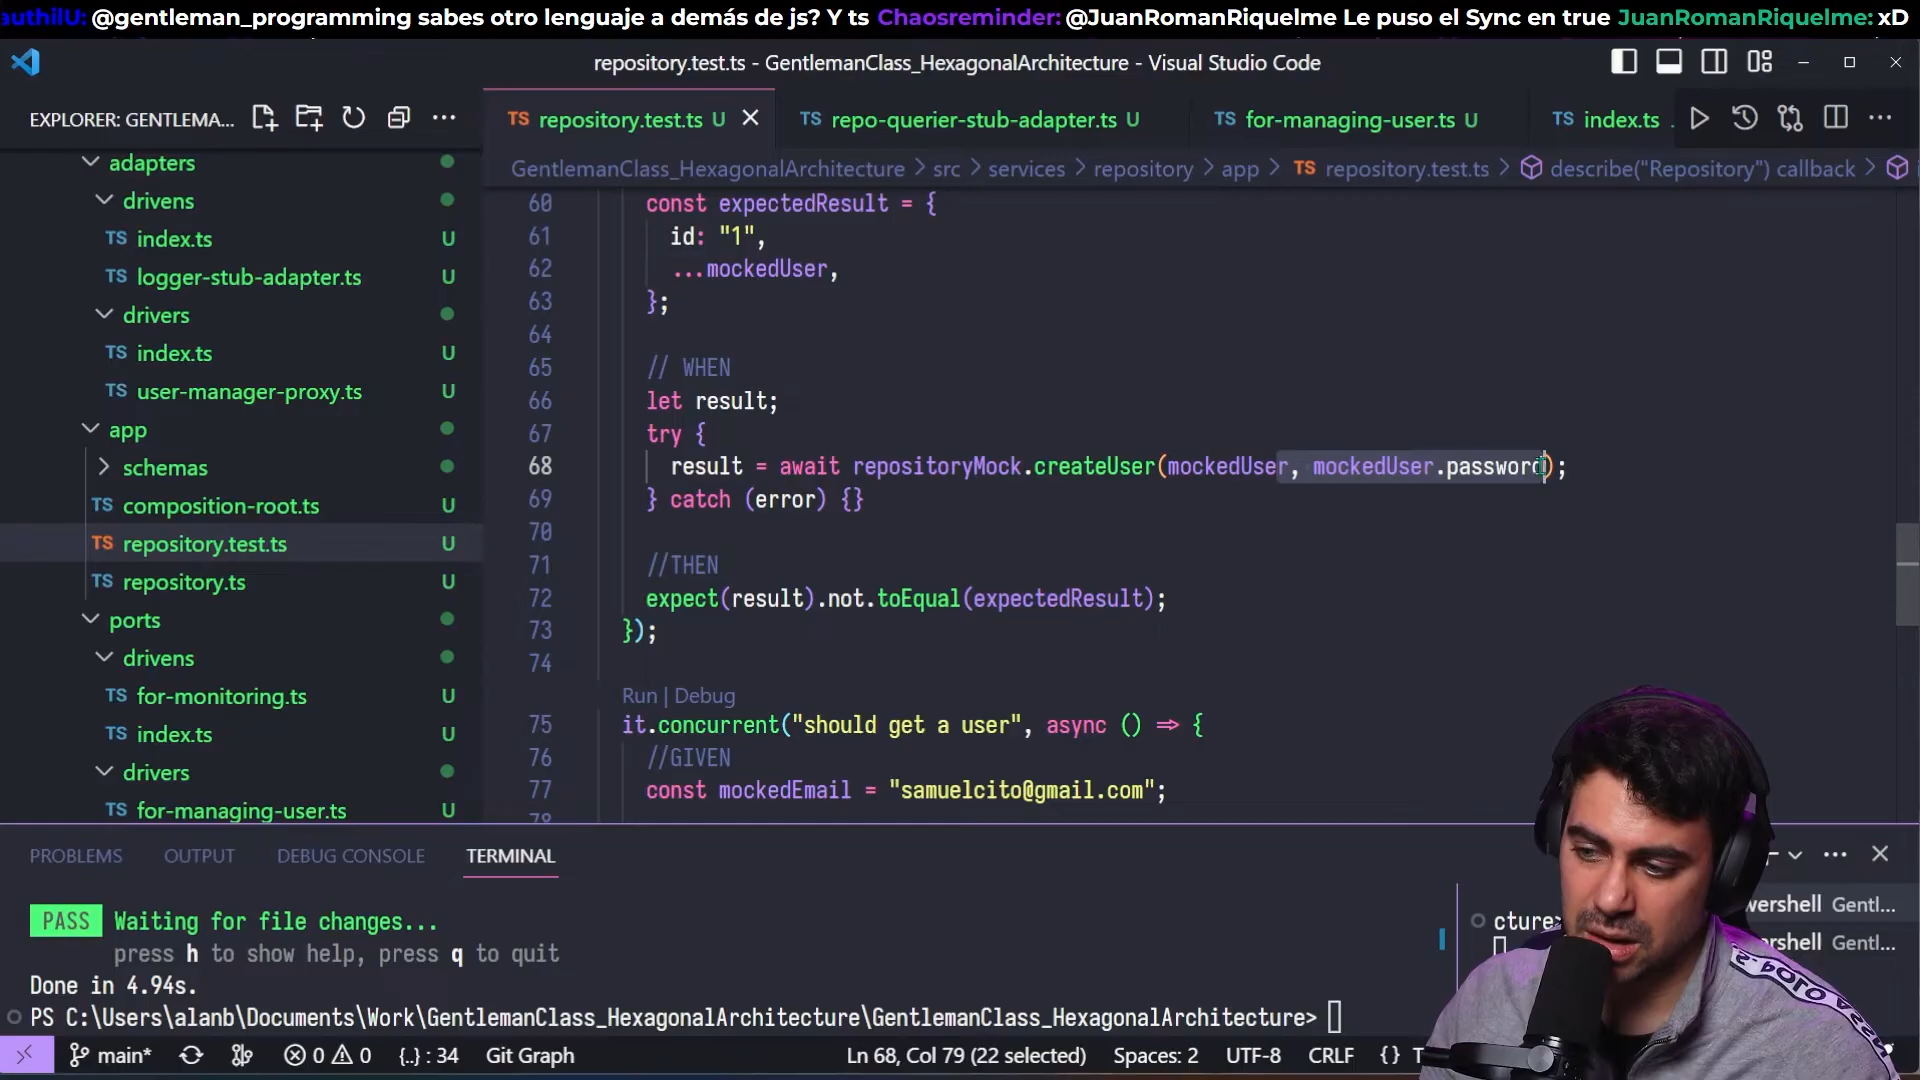 authilU: @gentleman_programming sabes otro lenguaje a demás de js? Y ts Chaosreminder: @JuanRomanRiquelme Le puso el Sync en true JuanRomanRiquelme: xD
repository.test.ts - GentlemanClass_HexagonalArchitecture - Visual Studio Code
EXPLORER: GENTLEMA...
TS repository.test.ts U
TS repo-querier-stub-adapter.ts U
TS for-managing-user.ts U
TS index.ts
GentlemanClass_HexagonalArchitecture > src > services > repository > app > TS repository.test.ts > describe("Repository") callback >
adapters
drivens
TS index.ts U
TS logger-stub-adapter.ts U
drivers
TS index.ts U
TS user-manager-proxy.ts U
app
schemas
TS composition-root.ts U
TS repository.test.ts U
TS repository.ts U
ports
drivens
TS for-monitoring.ts U
TS index.ts U
drivers
TS for-managing-user.ts U
60 const expectedResult = {
61 id: "1",
62 ...mockedUser,
63 };
64
65 // WHEN
66 let result;
67 try {
68 result = await repositoryMock.createUser(mockedUser, mockedUser.password);
69 } catch (error) {}
70
71 //THEN
72 expect(result).not.toEqual(expectedResult);
73 });
74
Run | Debug
75 it.concurrent("should get a user", async () => {
76 //GIVEN
77 const mockedEmail = "samuelcito@gmail.com";
78
PROBLEMS OUTPUT DEBUG CONSOLE TERMINAL
PASS Waiting for file changes...
press h to show help, press q to quit
Done in 4.94s.
PS C:\Users\alanb\Documents\Work\GentlemanClass_HexagonalArchitecture\GentlemanClass_HexagonalArchitecture>
cture>
wershell Gentl...
ershell Gentl...
main* 0 0 {..} : 34 Git Graph Ln 68, Col 79 (22 selected) Spaces: 2 UTF-8 CRLF {} T